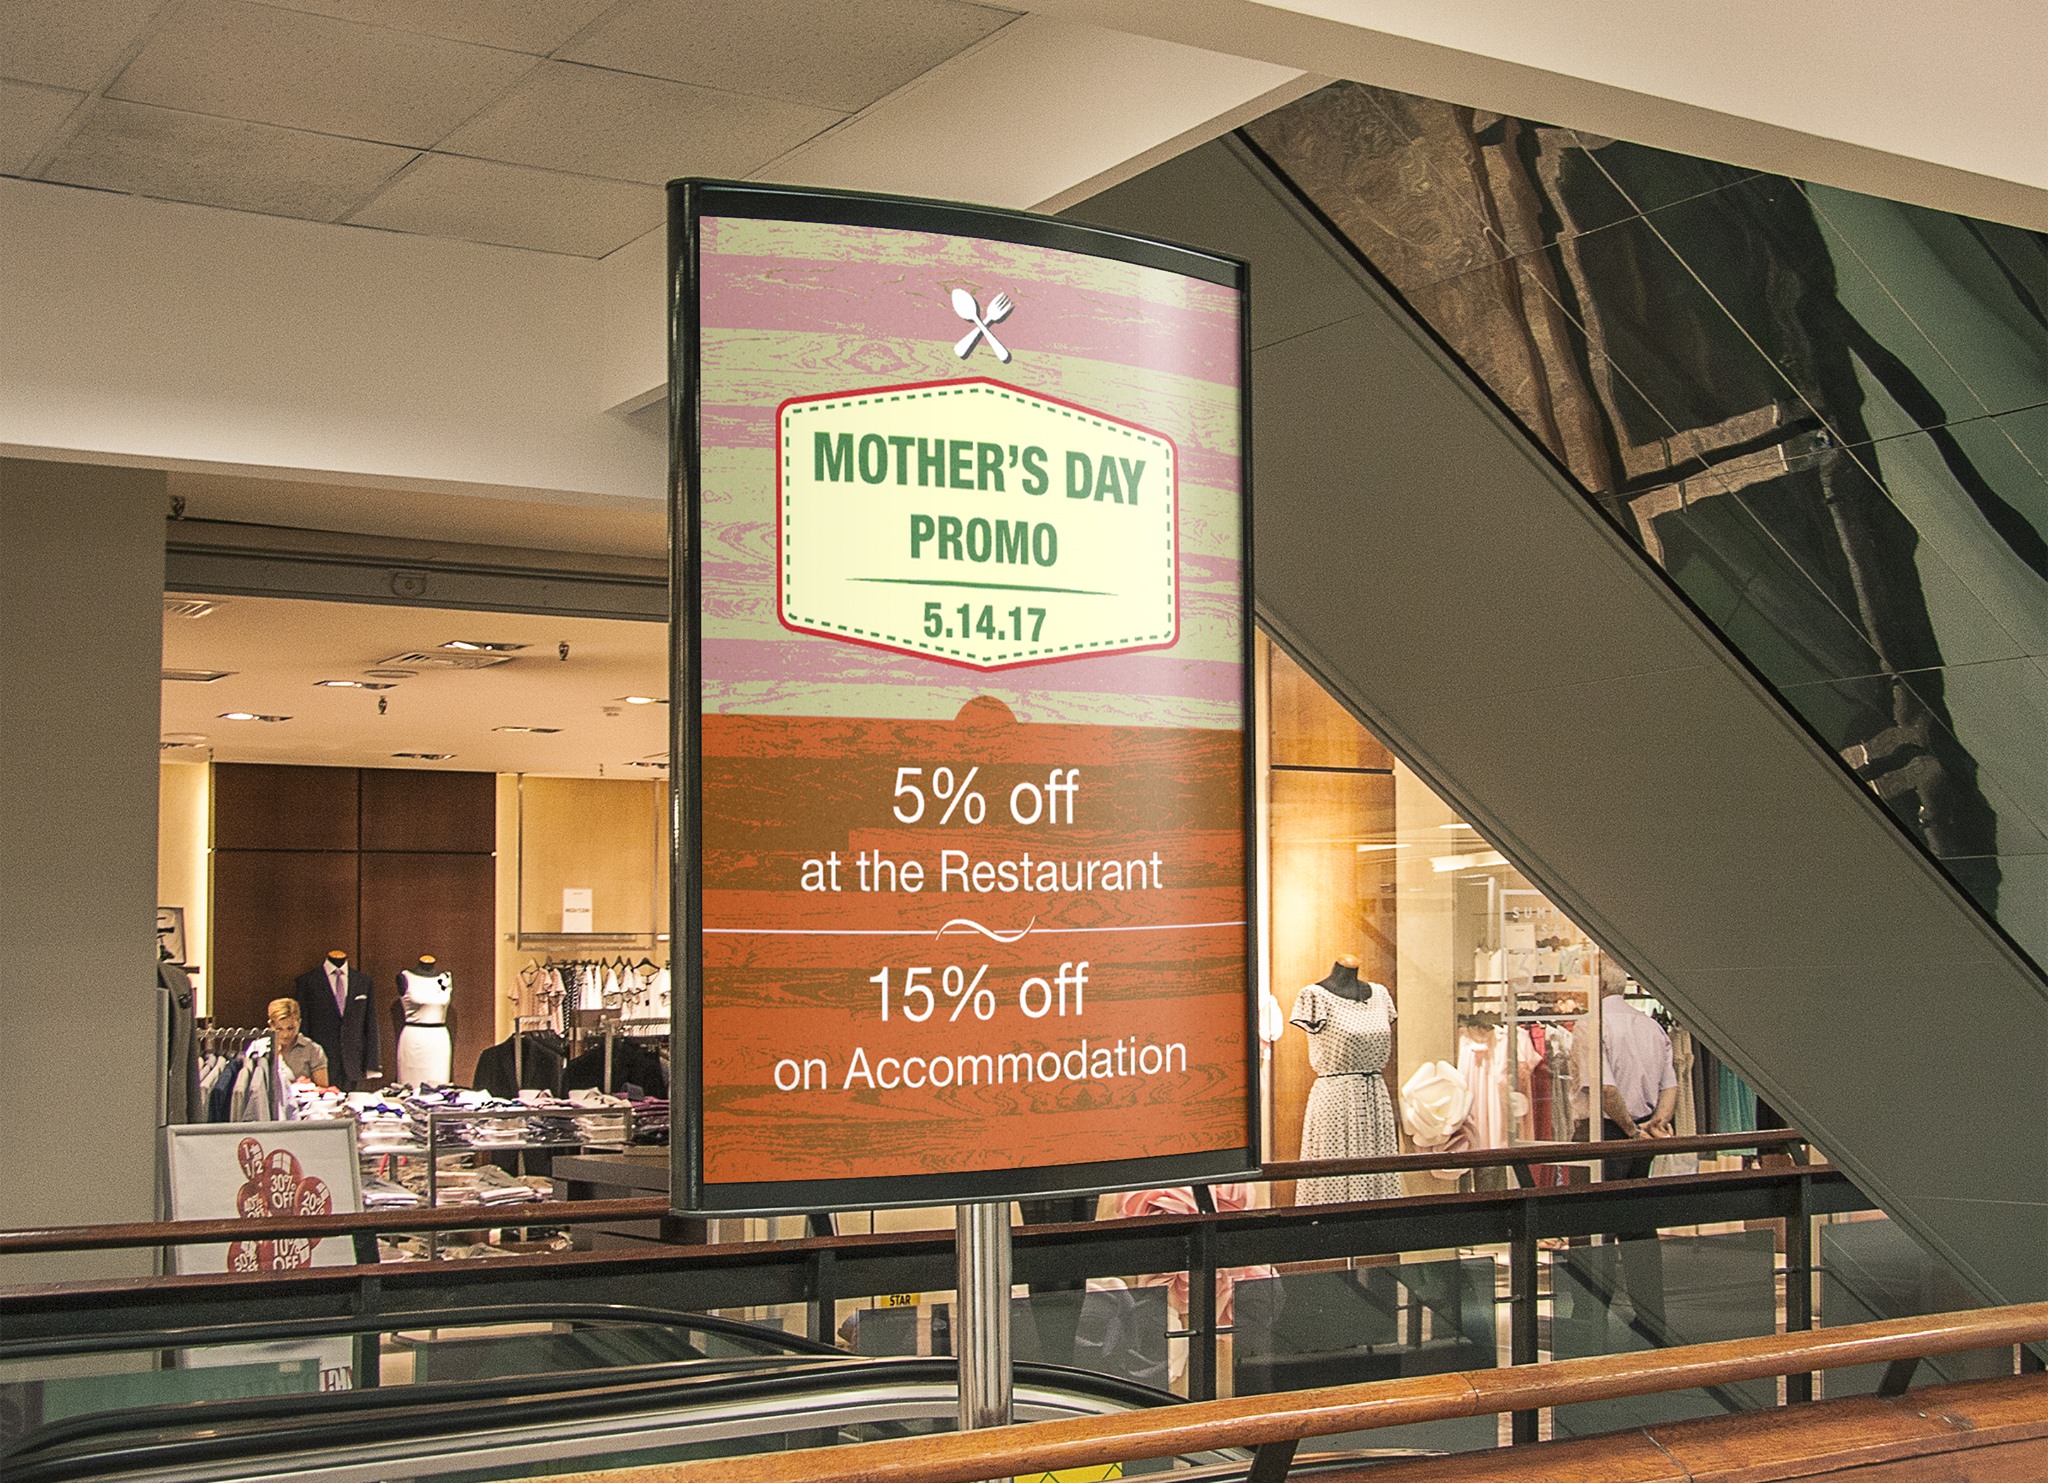 MOTHER'S DAY
PROMO
5.14.17
5% off
at the Restaurant
15% off
on Accommodation
30%
OFF
20%
10%
OFF
50%
STAR